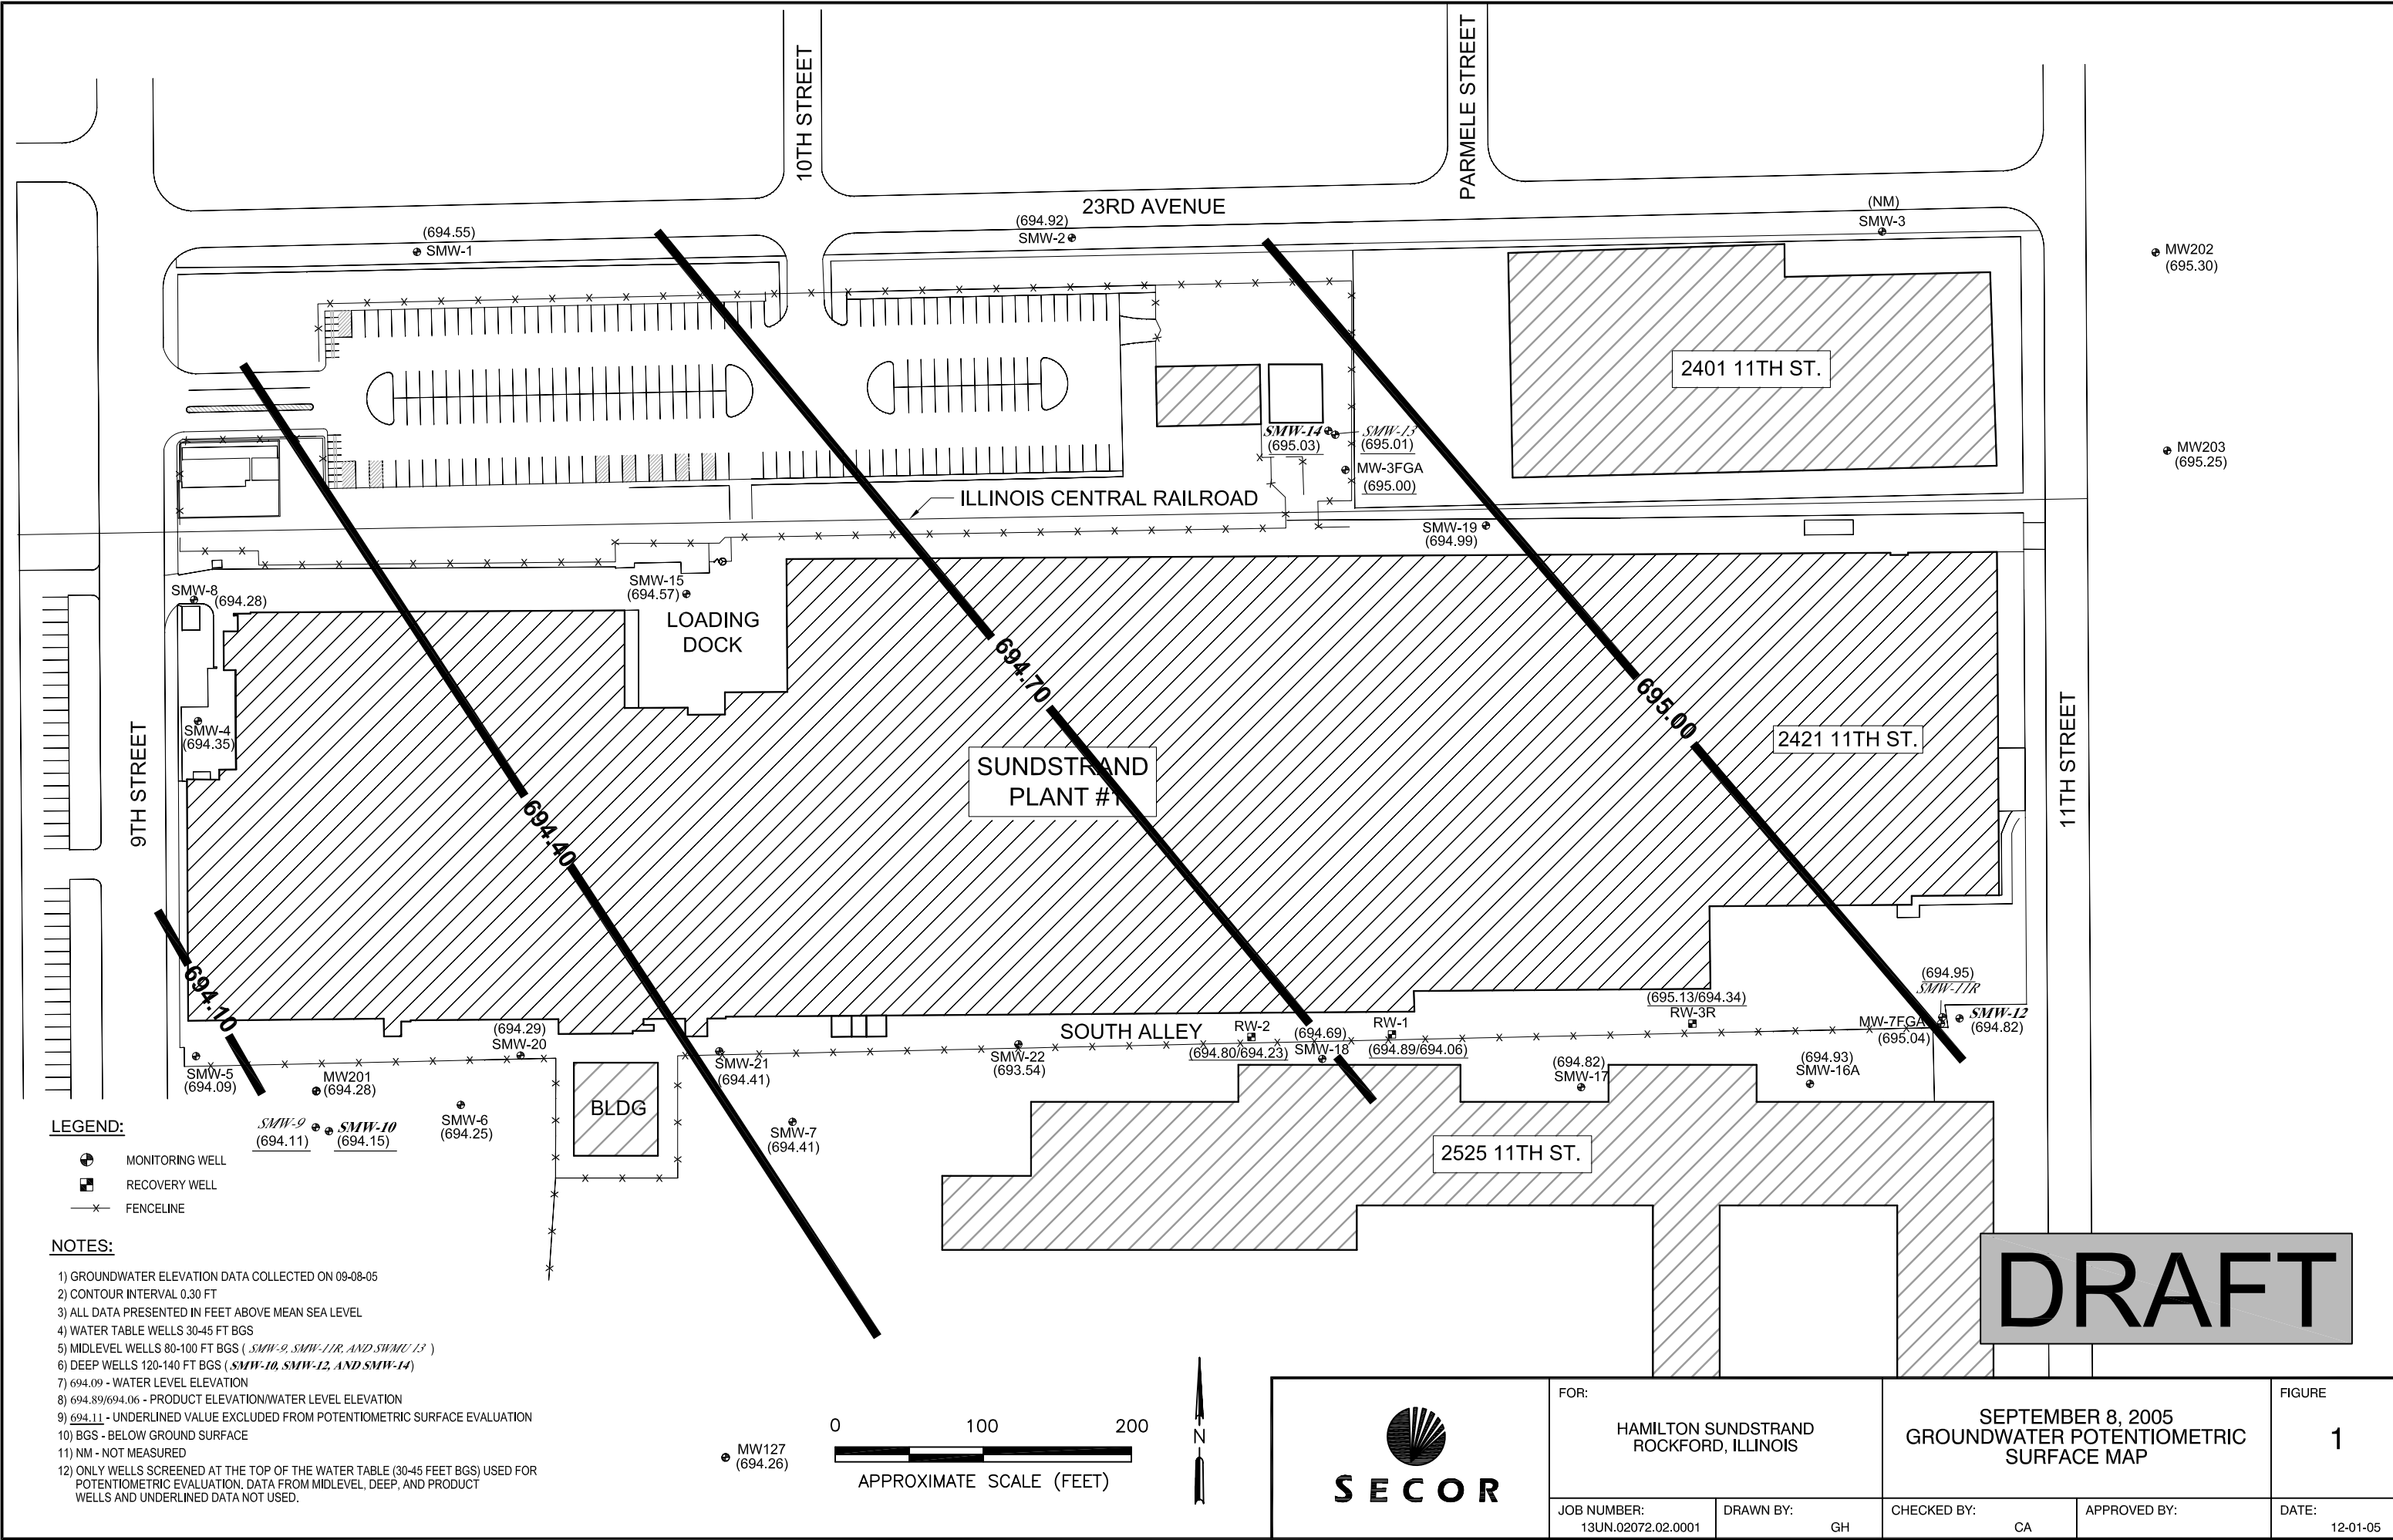 10TH STREET
PARMELE STREET
23RD AVENUE
(694.55)
SMW-1
(694.92)
SMW-2
(NM)
SMW-3
MW202
(695.30)
2401 11TH ST.
SMW-14
(695.03)
SMW-13
(695.01)
MW-3FGA
(695.00)
MW203
(695.25)
ILLINOIS CENTRAL RAILROAD
SMW-19
(694.99)
SMW-8
(694.28)
SMW-15
(694.57)
LOADING
DOCK
694.70
695.00
SMW-4
(694.35)
9TH STREET
SUNDSTRAND
PLANT #1
2421 11TH ST.
11TH STREET
694.40
694.10
(694.95)
SMW-11R
SMW-12
(694.82)
MW-7FGA
(695.04)
(695.13/694.34)
RW-3R
SOUTH ALLEY
RW-2
(694.80/694.23)
(694.69)
SMW-18
RW-1
(694.89/694.06)
(694.29)
SMW-20
SMW-21
(694.41)
SMW-22
(693.54)
(694.82)
SMW-17
(694.93)
SMW-16A
SMW-5
(694.09)
MW201
(694.28)
SMW-9
(694.11)
SMW-10
(694.15)
SMW-6
(694.25)
BLDG
SMW-7
(694.41)
2525 11TH ST.
LEGEND:
MONITORING WELL
RECOVERY WELL
FENCELINE
NOTES:
1) GROUNDWATER ELEVATION DATA COLLECTED ON 09-08-05
2) CONTOUR INTERVAL 0.30 FT
3) ALL DATA PRESENTED IN FEET ABOVE MEAN SEA LEVEL
4) WATER TABLE WELLS 30-45 FT BGS
5) MIDLEVEL WELLS 80-100 FT BGS ( SMW-9, SMW-11R, AND SWMU 13 )
6) DEEP WELLS 120-140 FT BGS ( SMW-10, SMW-12, AND SMW-14)
7) 694.09 - WATER LEVEL ELEVATION
8) 694.89/694.06 - PRODUCT ELEVATION/WATER LEVEL ELEVATION
9) 694.11 - UNDERLINED VALUE EXCLUDED FROM POTENTIOMETRIC SURFACE EVALUATION
10) BGS - BELOW GROUND SURFACE
11) NM - NOT MEASURED
12) ONLY WELLS SCREENED AT THE TOP OF THE WATER TABLE (30-45 FEET BGS) USED FOR
POTENTIOMETRIC EVALUATION. DATA FROM MIDLEVEL, DEEP, AND PRODUCT
WELLS AND UNDERLINED DATA NOT USED.
MW127
(694.26)
0 100 200
APPROXIMATE SCALE (FEET)
N
DRAFT
SECOR
FOR:
HAMILTON SUNDSTRAND
ROCKFORD, ILLINOIS
SEPTEMBER 8, 2005
GROUNDWATER POTENTIOMETRIC
SURFACE MAP
FIGURE
1
JOB NUMBER:
13UN.02072.02.0001
DRAWN BY:
GH
CHECKED BY:
CA
APPROVED BY:
DATE:
12-01-05